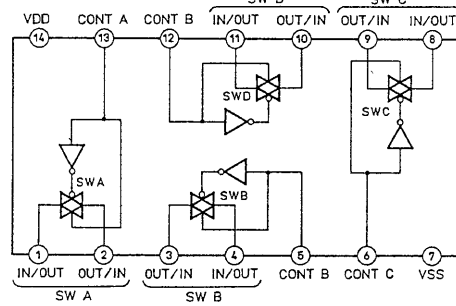 SW SW C
VDD CONT A CONT B IN/OUT OUT/IN OUT/IN IN/OUT
14 13 12 11 10 9 8
SWD
SWC
SWA
SWB
1 2 3 4 5 6 7
IN/OUT OUT/IN OUT/IN IN/OUT CONT B CONT C VSS
SW A SW B